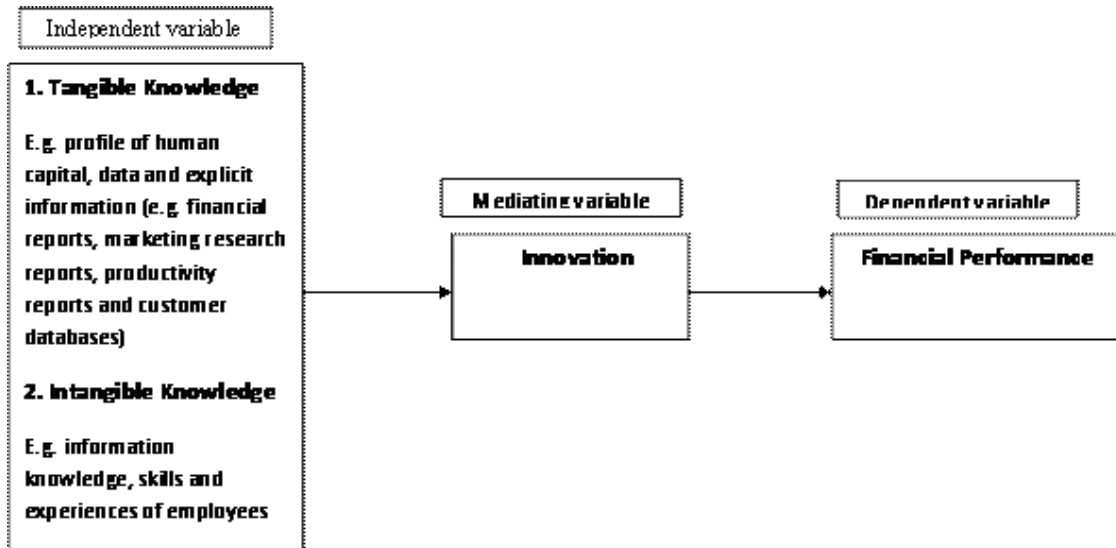 Independent variable
1. Tangible Knowledge
E.g. profile of human
capital, data and explicit
information (e.g. financial
reports, marketing research
reports, productivity
reports and customer
databases)
2. Intangible Knowledge
E.g. information
knowledge, skills and
experiences of employees
Mediating variable
Innovation
Dependent variable
Financial Performance